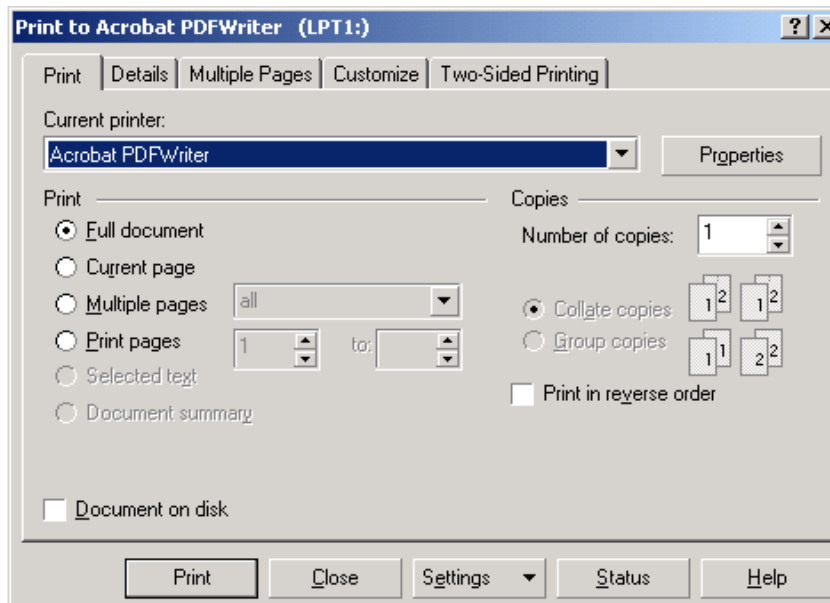 Print to Acrobat PDFWriter (LPT1:)
Print Details Multiple Pages Customize Two-Sided Printing
Current printer:
Acrobat PDFWriter Properties
Print
Full document
Current page
Multiple pages all
Print pages 1 to:
Selected text
Document summary
Copies
Number of copies: 1
Collate copies 1 2 1 2
Group copies 1 1 2 2
Print in reverse order
Document on disk
Print Close Settings Status Help